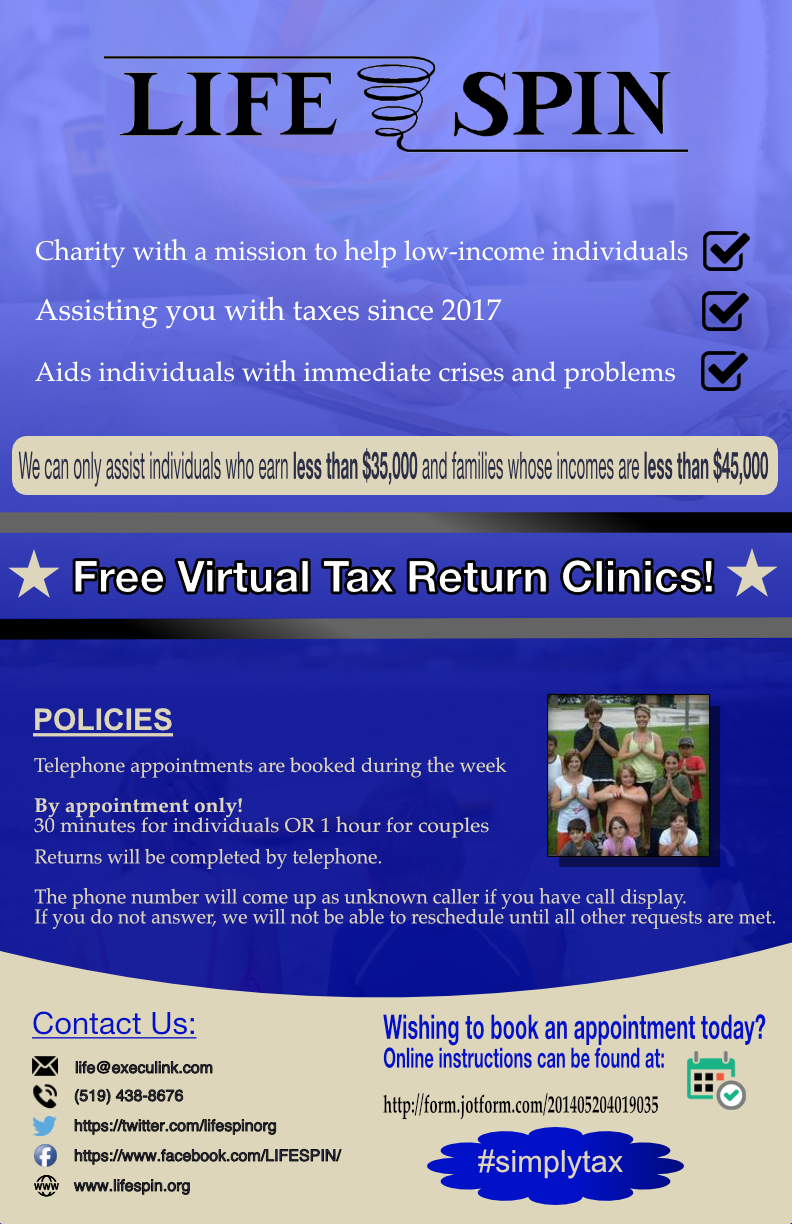 LIFE SPIN
Charity with a mission to help low-income individuals
Assisting you with taxes since 2017
Aids individuals with immediate crises and problems
We can only assist individuals who earn less than $35,000 and families whose incomes are less than $45,000
Free Virtual Tax Return Clinics!
POLICIES
Telephone appointments are booked during the week
By appointment only!
30 minutes for individuals OR 1 hour for couples
Returns will be completed by telephone.
The phone number will come up as unknown caller if you have call display.
If you do not answer, we will not be able to reschedule until all other requests are met.
Contact Us:
life@execulink.com
(519) 438-8676
https://twitter.com/lifespinorg
https://www.facebook.com/LIFESPIN/
WWW
www.lifespin.org
Wishing to book an appointment today?
Online instructions can be found at:
http://form.jotform.com/201405204019035
#simplytax